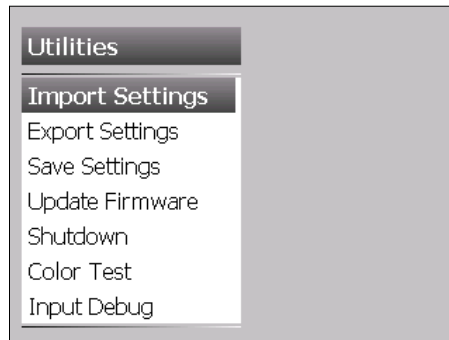 Utilities
Import Settings
Export Settings
Save Settings
Update Firmware
Shutdown
Color Test
Input Debug